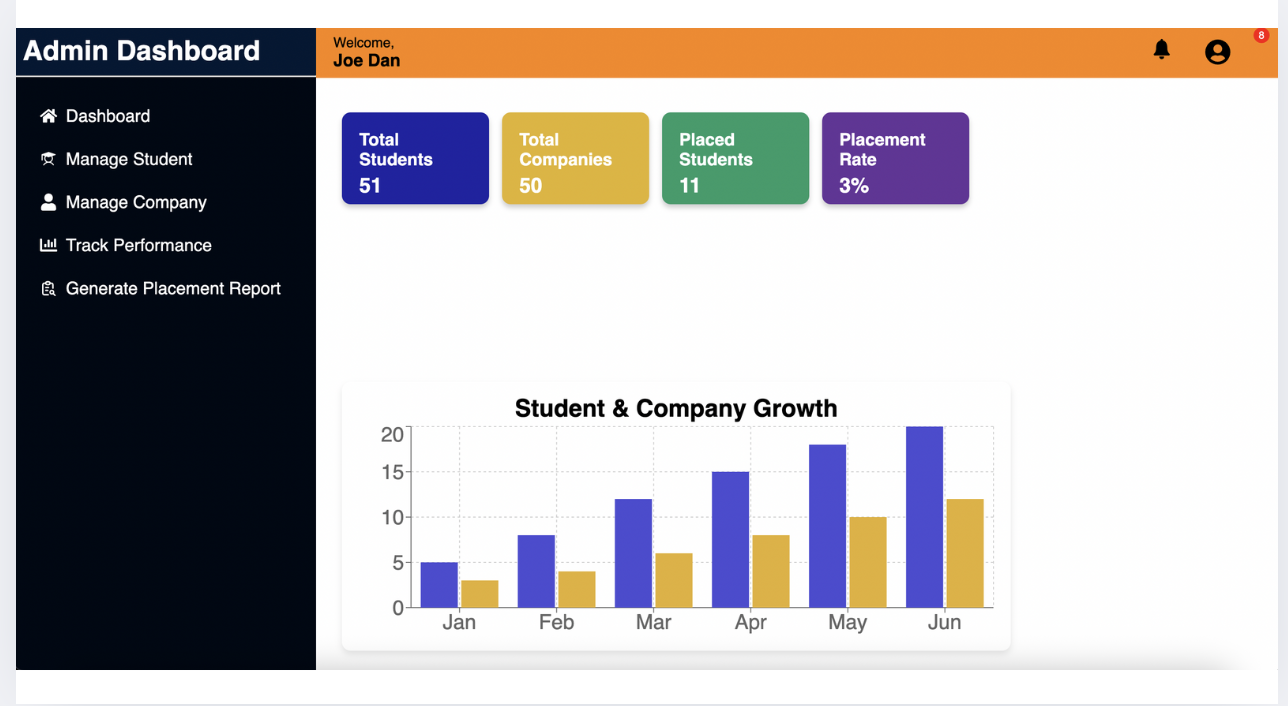 Admin Dashboard
Welcome,
Joe Dan
8
Dashboard
Manage Student
Manage Company
Track Performance
Generate Placement Report
Total
Students
51
Total
Companies
50
Placed
Students
11
Placement
Rate
3%
Student & Company Growth
20
15
10
5
0
Jan Feb Mar Apr May Jun